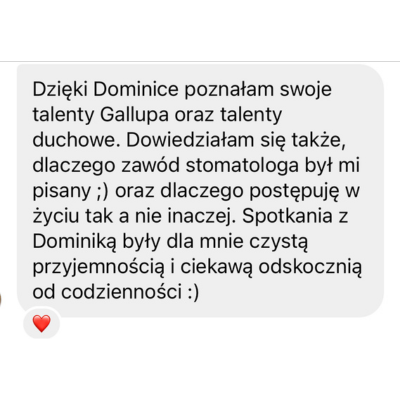 Dzięki Dominice poznałam swoje
talenty Gallupa oraz talenty
duchowe. Dowiedziałam się także,
dlaczego zawód stomatologa był mi
pisany ;) oraz dlaczego postępuję w
życiu tak a nie inaczej. Spotkania z
Dominiką były dla mnie czystą
przyjemnością i ciekawą odskocznią
od codzienności :)